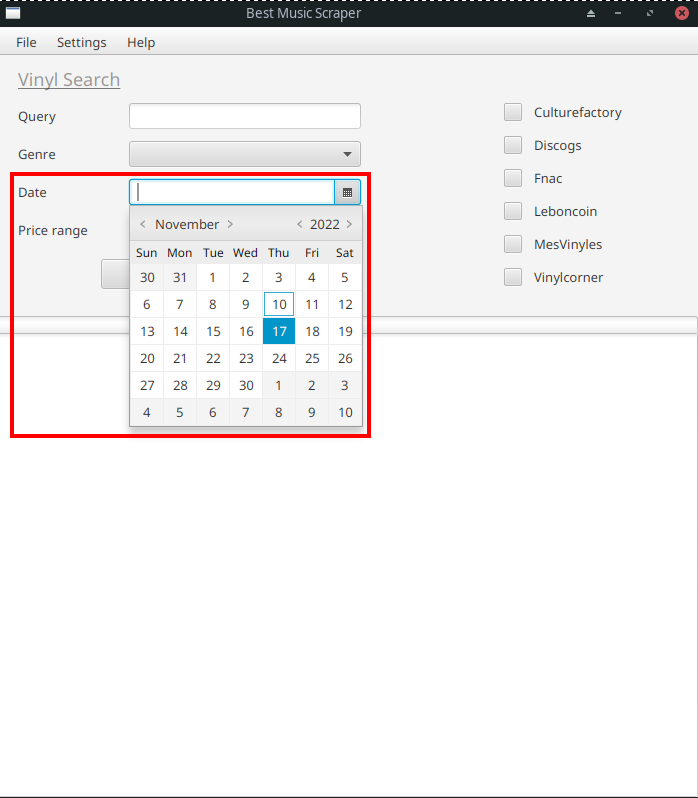 Best Music Scraper
File Settings Help
Vinyl Search
Query
Genre
Date
Price range
November 2022
Sun Mon Tue Wed Thu Fri Sat
30 31 1 2 3 4 5
6 7 8 9 10 11 12
13 14 15 16 17 18 19
20 21 22 23 24 25 26
27 28 29 30 1 2 3
4 5 6 7 8 9 10
Culturefactory
Discogs
Fnac
Leboncoin
MesVinyles
Vinylcorner